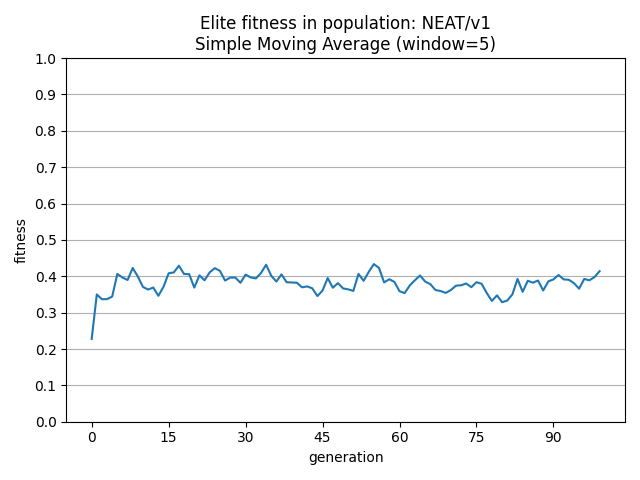 Elite fitness in population: NEAT/v1
Simple Moving Average (window=5)
1.0
0.9
0.8
0.7
0.6
0.5
0.4
0.3
0.2
0.1
0.0
fitness
0 15 30 45 60 75 90
generation